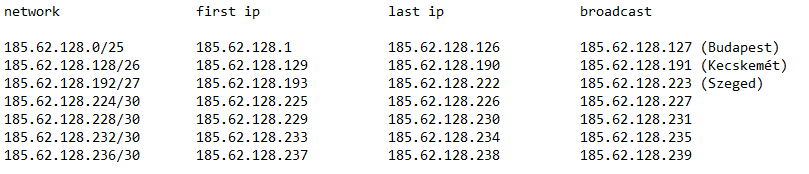 network first ip last ip broadcast
185.62.128.0/25 185.62.128.1 185.62.128.126 185.62.128.127 (Budapest)
185.62.128.128/26 185.62.128.129 185.62.128.190 185.62.128.191 (Kecskemét)
185.62.128.192/27 185.62.128.193 185.62.128.222 185.62.128.223 (Szeged)
185.62.128.224/30 185.62.128.225 185.62.128.226 185.62.128.227
185.62.128.228/30 185.62.128.229 185.62.128.230 185.62.128.231
185.62.128.232/30 185.62.128.233 185.62.128.234 185.62.128.235
185.62.128.236/30 185.62.128.237 185.62.128.238 185.62.128.239